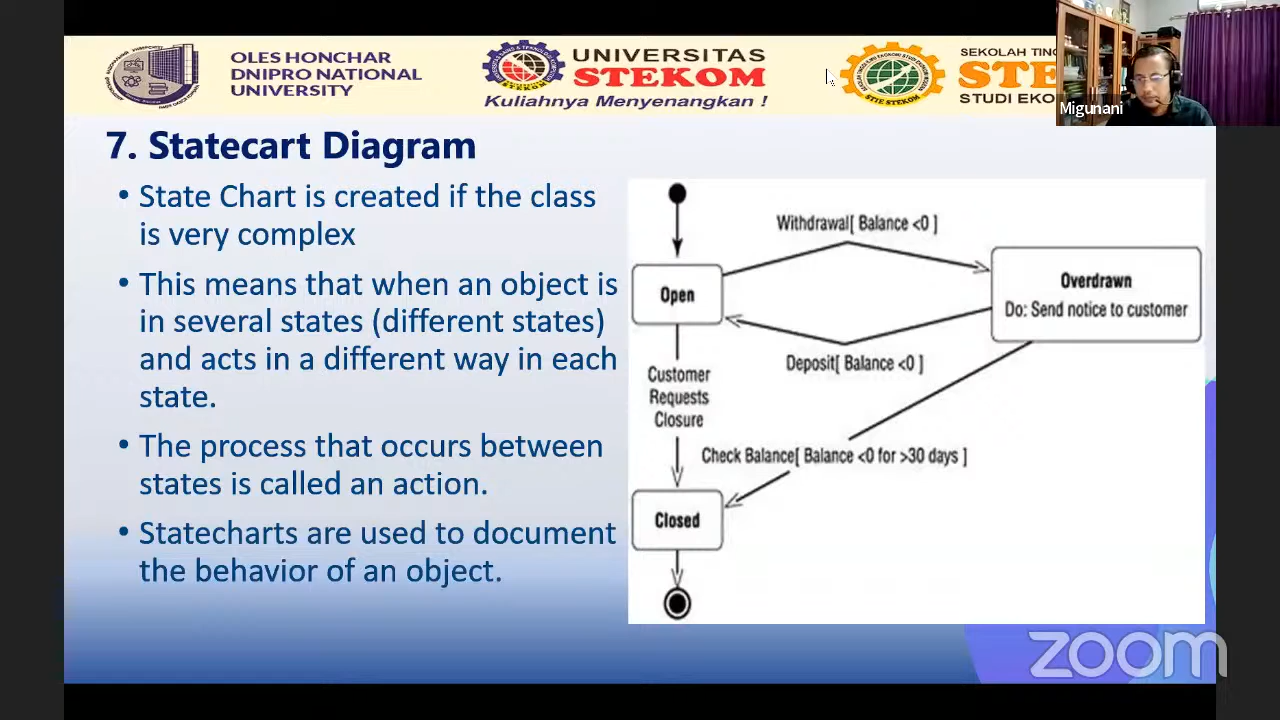 OLES HONCHAR
DNIPRO NATIONAL
UNIVERSITY
UNIVERSITAS
STEKOM
Kuliahnya Menyenangkan !
SEKOLAH TING
STE
STUDI EKO
Migunani
7. Statecart Diagram
• State Chart is created if the class
is very complex
• This means that when an object is
in several states (different states)
and acts in a different way in each
state.
• The process that occurs between
states is called an action.
• Statecharts are used to document
the behavior of an object.
Withdrawal[ Balance <0 ]
Open
Overdrawn
Do: Send notice to customer
Deposit[ Balance <0 ]
Customer
Requests
Closure
Check Balance[ Balance <0 for >30 days ]
Closed
zoom